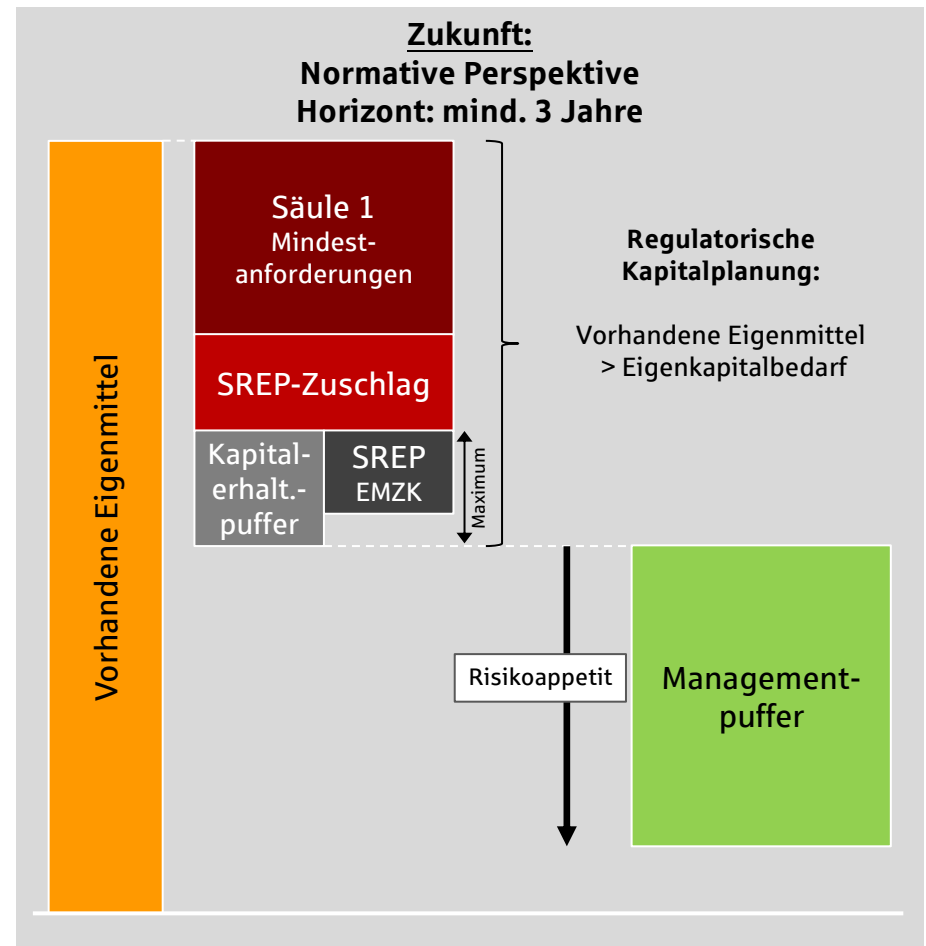 Zukunft:
Normative Perspektive
Horizont: mind. 3 Jahre
Vorhandene Eigenmittel
Säule 1
Mindest-
anforderungen
SREP-Zuschlag
Kapital-
erhalt.-
puffer
SREP
EMZK
Maximum
Regulatorische
Kapitalplanung:
Vorhandene Eigenmittel
> Eigenkapitalbedarf
Risikoappetit
Management-
puffer